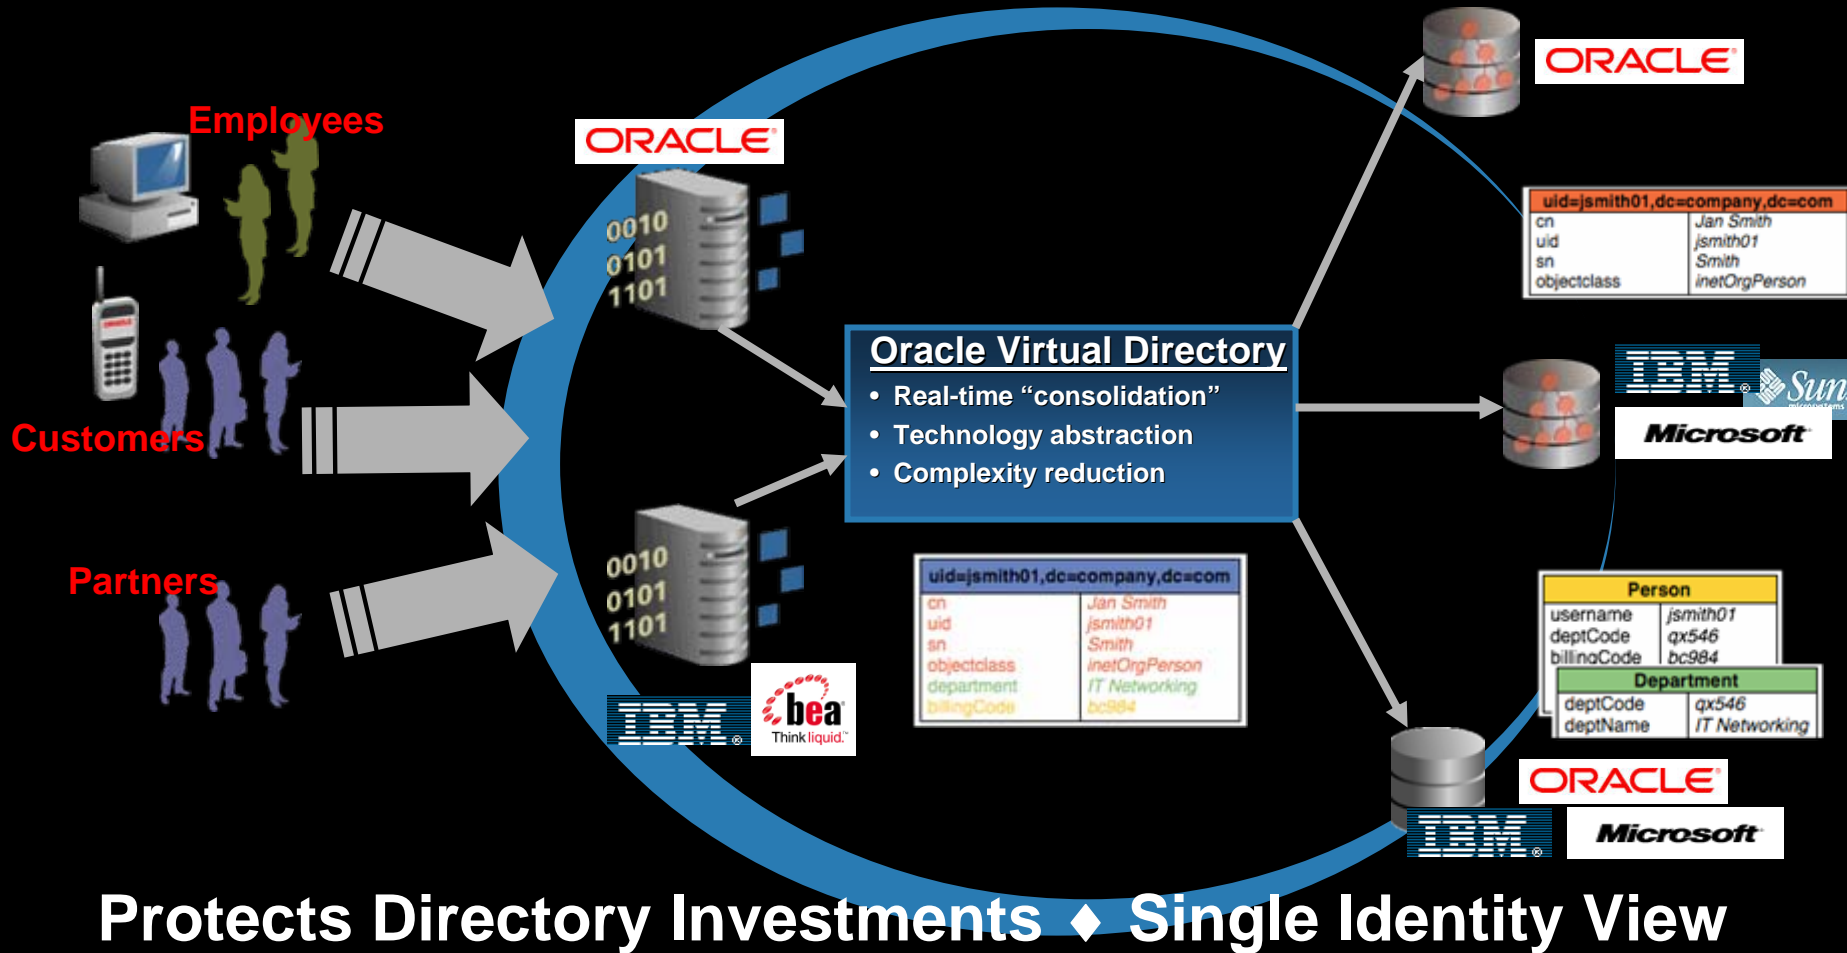 Employees
Customers
Partners
ORACLE®
0010
0101
1101
0010
0101
1101
IBM®
bea®
Think liquid.™
Oracle Virtual Directory
• Real-time “consolidation”
• Technology abstraction
• Complexity reduction
uid=jsmith01,dc=company,dc=com
cn Jan Smith
uid jsmith01
sn Smith
objectclass inetOrgPerson
department IT Networking
billingCode bc984
ORACLE®
uid=jsmith01,dc=company,dc=com
cn Jan Smith
uid jsmith01
sn Smith
objectclass inetOrgPerson
IBM®
Sun
microsystems
Microsoft®
Person
username jsmith01
deptCode qx546
billingCode bc984
Department
deptCode qx546
deptName IT Networking
ORACLE®
IBM®
Microsoft®
Protects Directory Investments ♦ Single Identity View